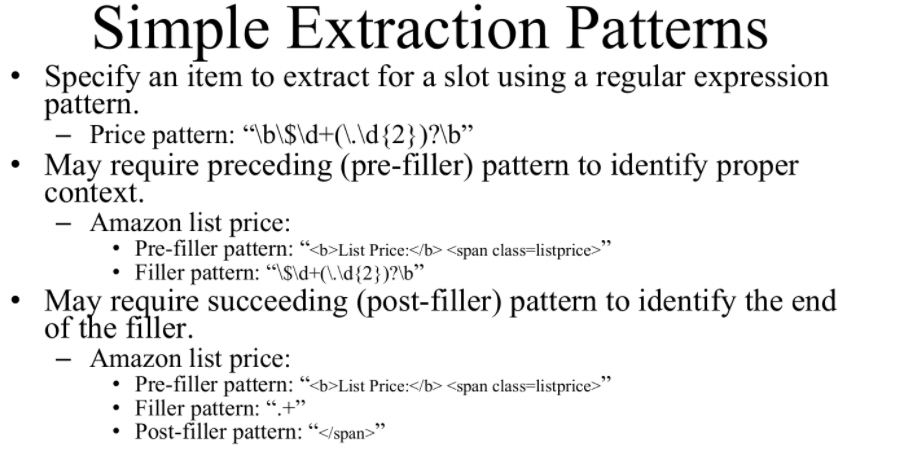 Simple Extraction Patterns
• Specify an item to extract for a slot using a regular expression
pattern.
– Price pattern: “\b\$\d+(\.\d{2})?\b”
• May require preceding (pre-filler) pattern to identify proper
context.
– Amazon list price:
• Pre-filler pattern: “<b>List Price:</b> <span class=listprice>”
• Filler pattern: “\$\d+(\.\d{2})?\b”
• May require succeeding (post-filler) pattern to identify the end
of the filler.
– Amazon list price:
• Pre-filler pattern: “<b>List Price:</b> <span class=listprice>”
• Filler pattern: “.+”
• Post-filler pattern: “</span>”